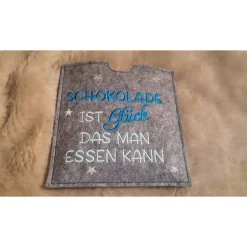 SCHOKOLADE
IST Glück
DAS MAN
ESSEN KANN